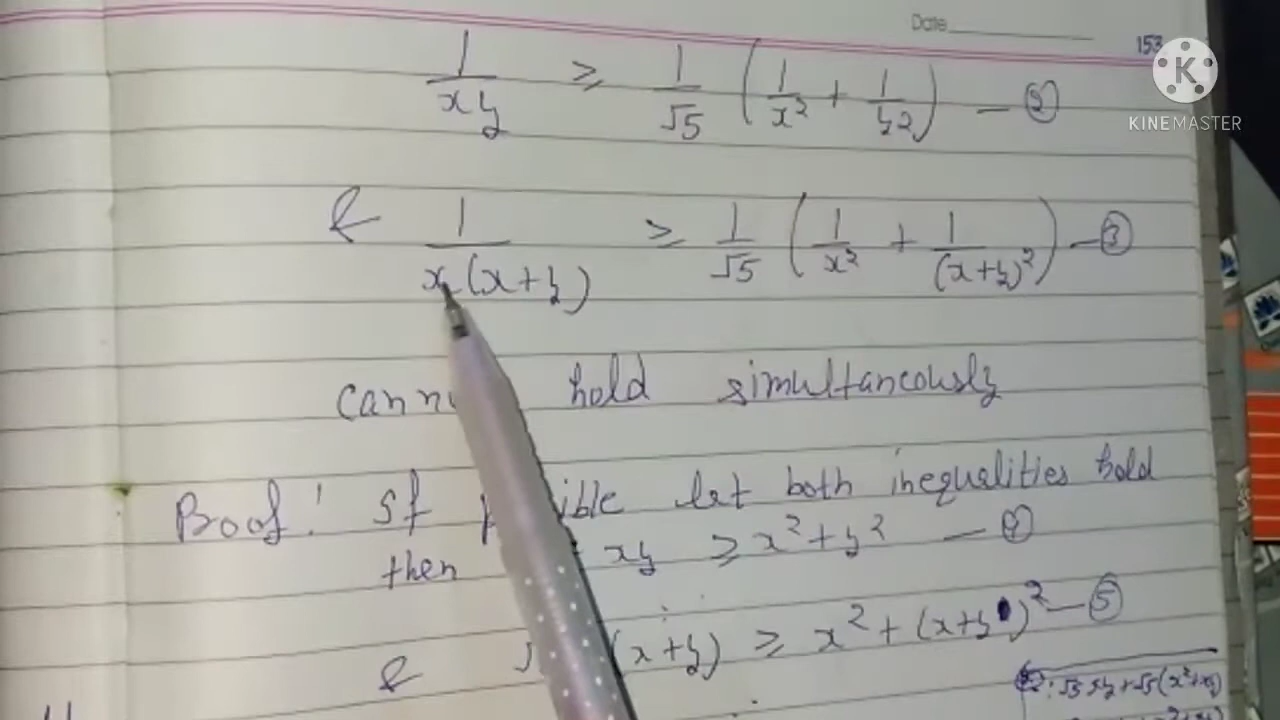 Date
153
1/xy ≥ 1/√5 (1/x² + 1/y²) — ②
KINEMASTER
& 1/x(x+y) ≥ 1/√5 (1/x² + 1/(x+y)²) — ③
hold simultaneously
Proof: If let both inequalities hold
then xy ≥ x² + y² — ④
& (x+y) ≥ x² + (x+y)² — ⑤